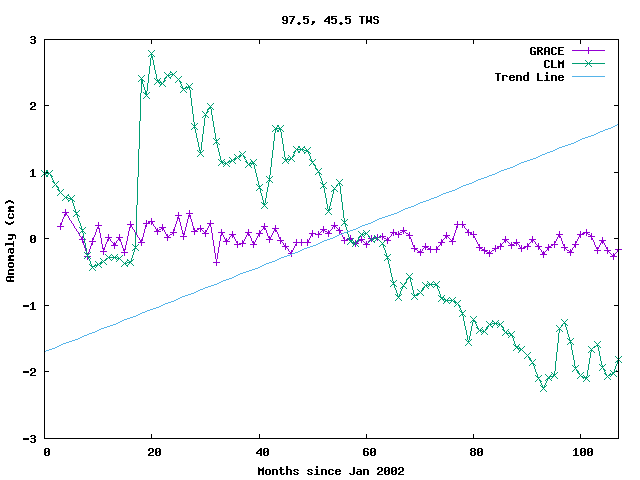 97.5, 45.5 TWS
GRACE
CLM
Trend Line
3
2
1
0
-1
-2
-3
Anomaly (cm)
0 20 40 60 80 100
Months since Jan 2002